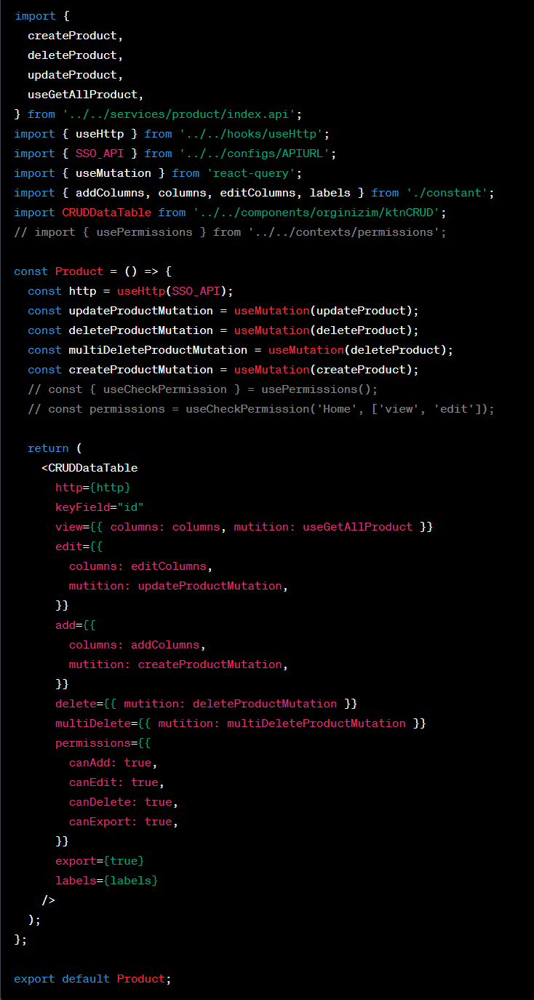 import {
  createProduct,
  deleteProduct,
  updateProduct,
  useGetAllProduct,
} from '../../services/product/index.api';
import { useHttp } from '../../hooks/useHttp';
import { SSO_API } from '../../configs/APIURL';
import { useMutation } from 'react-query';
import { addColumns, columns, editColumns, labels } from './constant';
import CRUDDataTable from '../../components/orginizim/ktnCRUD';
// import { usePermissions } from '../../contexts/permissions';

const Product = () => {
  const http = useHttp(SSO_API);
  const updateProductMutation = useMutation(updateProduct);
  const deleteProductMutation = useMutation(deleteProduct);
  const multiDeleteProductMutation = useMutation(deleteProduct);
  const createProductMutation = useMutation(createProduct);
  // const { useCheckPermission } = usePermissions();
  // const permissions = useCheckPermission('Home', ['view', 'edit']);

  return (
    <CRUDDataTable
      http={http}
      keyField="id"
      view={{ columns: columns, mutition: useGetAllProduct }}
      edit={{
        columns: editColumns,
        mutition: updateProductMutation,
      }}
      add={{
        columns: addColumns,
        mutition: createProductMutation,
      }}
      delete={{ mutition: deleteProductMutation }}
      multiDelete={{ mutition: multiDeleteProductMutation }}
      permissions={{
        canAdd: true,
        canEdit: true,
        canDelete: true,
        canExport: true,
      }}
      export={true}
      labels={labels}
    />
  );
};

export default Product;